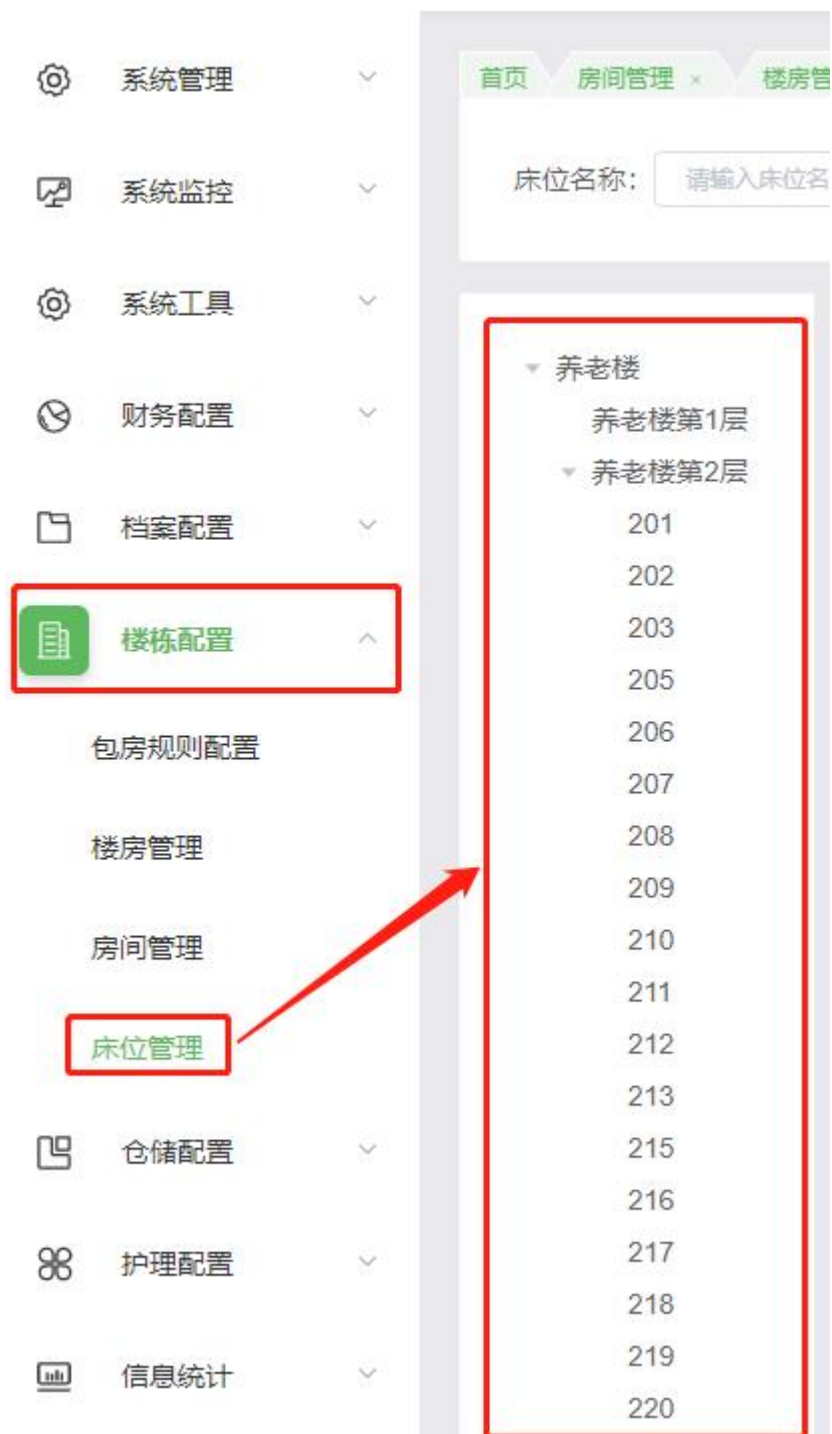 系统管理
系统监控
系统工具
财务配置
档案配置
楼栋配置
包房规则配置
楼房管理
房间管理
床位管理
仓储配置
护理配置
信息统计
首页 房间管理 × 楼房管
床位名称： 请输入床位名
养老楼
养老楼第1层
养老楼第2层
201
202
203
205
206
207
208
209
210
211
212
213
215
216
217
218
219
220